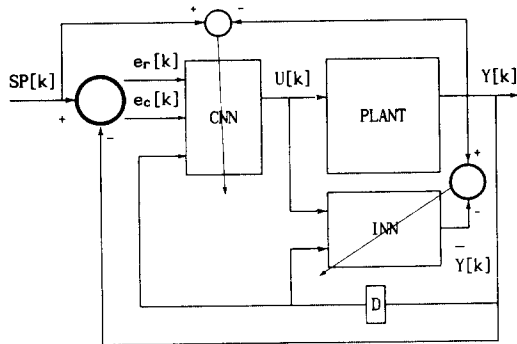 + -
e_r[k]
SP[k]
U[k]
Y[k]
e_c[k]
CNN
PLANT
+
-
+
-
INN
‾
Y[k]
D